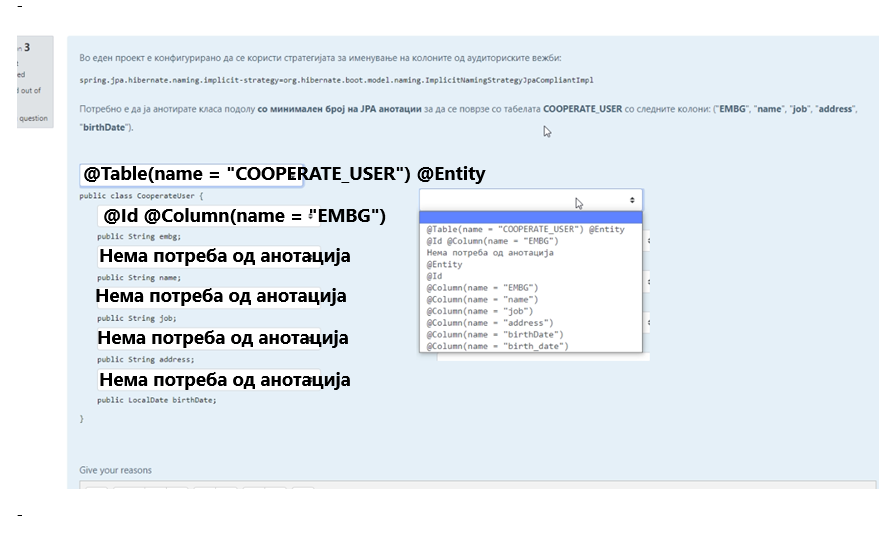 -
n 3
t
ed
d out of
question
Во еден проект е конфигурирано да се користи стратегијата за именување на колоните од аудиториските вежби:
spring.jpa.hibernate.naming.implicit-strategy=org.hibernate.boot.model.naming.ImplicitNamingStrategyJpaCompliantImpl
Потребно е да ја анотирате класа подолу со минимален број на JPA анотации за да се поврзе со табелата COOPERATE_USER со следните колони: ("EMBG", "name", "job", "address",
"birthDate").
@Table(name = "COOPERATE_USER") @Entity
public class CooperateUser {
@Id @Column(name = "EMBG")
public String embg;
Нема потреба од анотација
public String name;
Нема потреба од анотација
public String job;
Нема потреба од анотација
public String address;
Нема потреба од анотација
public LocalDate birthDate;
}
@Table(name = "COOPERATE_USER") @Entity
@Id @Column(name = "EMBG")
Нема потреба од анотација
@Entity
@Id
@Column(name = "EMBG")
@Column(name = "name")
@Column(name = "job")
@Column(name = "address")
@Column(name = "birthDate")
@Column(name = "birth_date")
Give your reasons
-